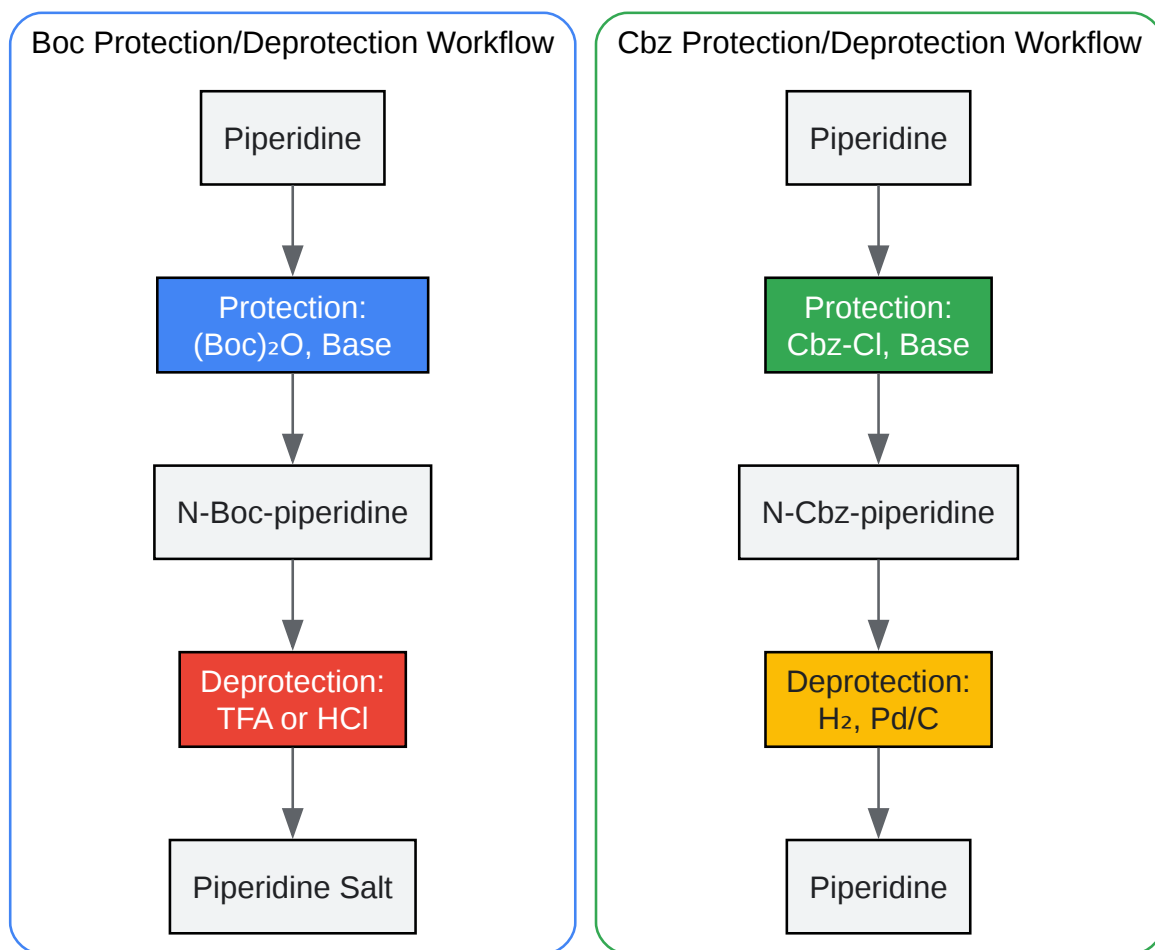 Boc Protection/Deprotection Workflow
Piperidine
Protection:
(Boc)₂O, Base
N-Boc-piperidine
Deprotection:
TFA or HCl
Piperidine Salt
Cbz Protection/Deprotection Workflow
Piperidine
Protection:
Cbz-Cl, Base
N-Cbz-piperidine
Deprotection:
H₂, Pd/C
Piperidine